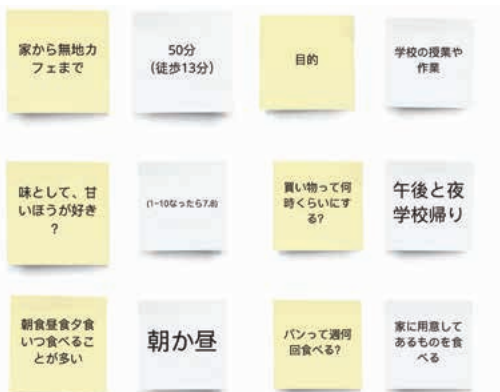 家から無地カ
フェまで
50分
（徒歩13分）
目的
学校の授業や
作業
味として、甘
いほうが好き
?
(1~10なったら7.8)
買い物って何
時くらいにす
る?
午後と夜
学校帰り
朝食昼食夕食
いつ食べるこ
とが多い
朝か昼
パンって週何
回食べる?
家に用意して
あるものを食
べる